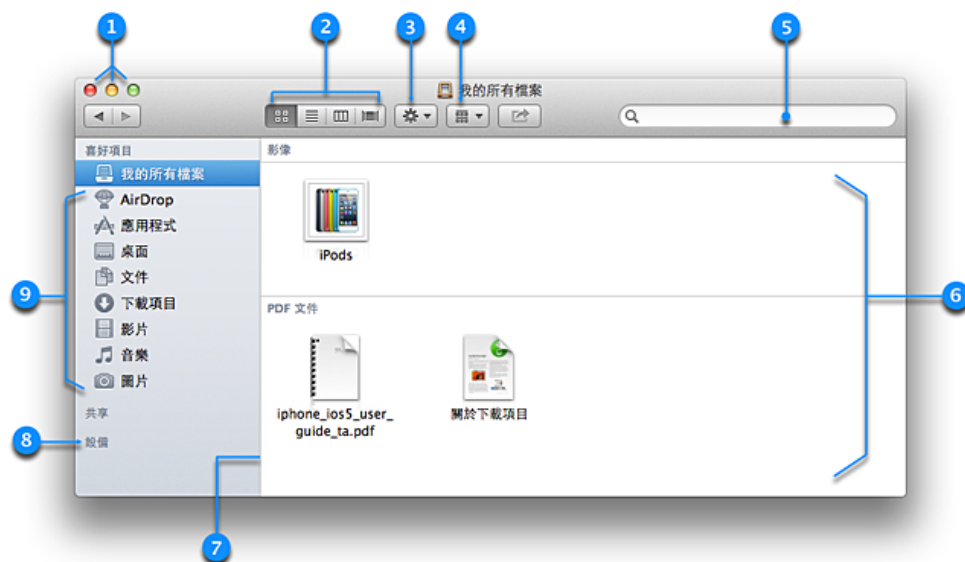 1
2
3
4
5
我的所有檔案
喜好項目
我的所有檔案
AirDrop
應用程式
桌面
文件
下載項目
影片
音樂
圖片
共享
設備
影像
iPods
PDF 文件
iphone_ios5_user_
guide_ta.pdf
關於下載項目
6
7
8
9